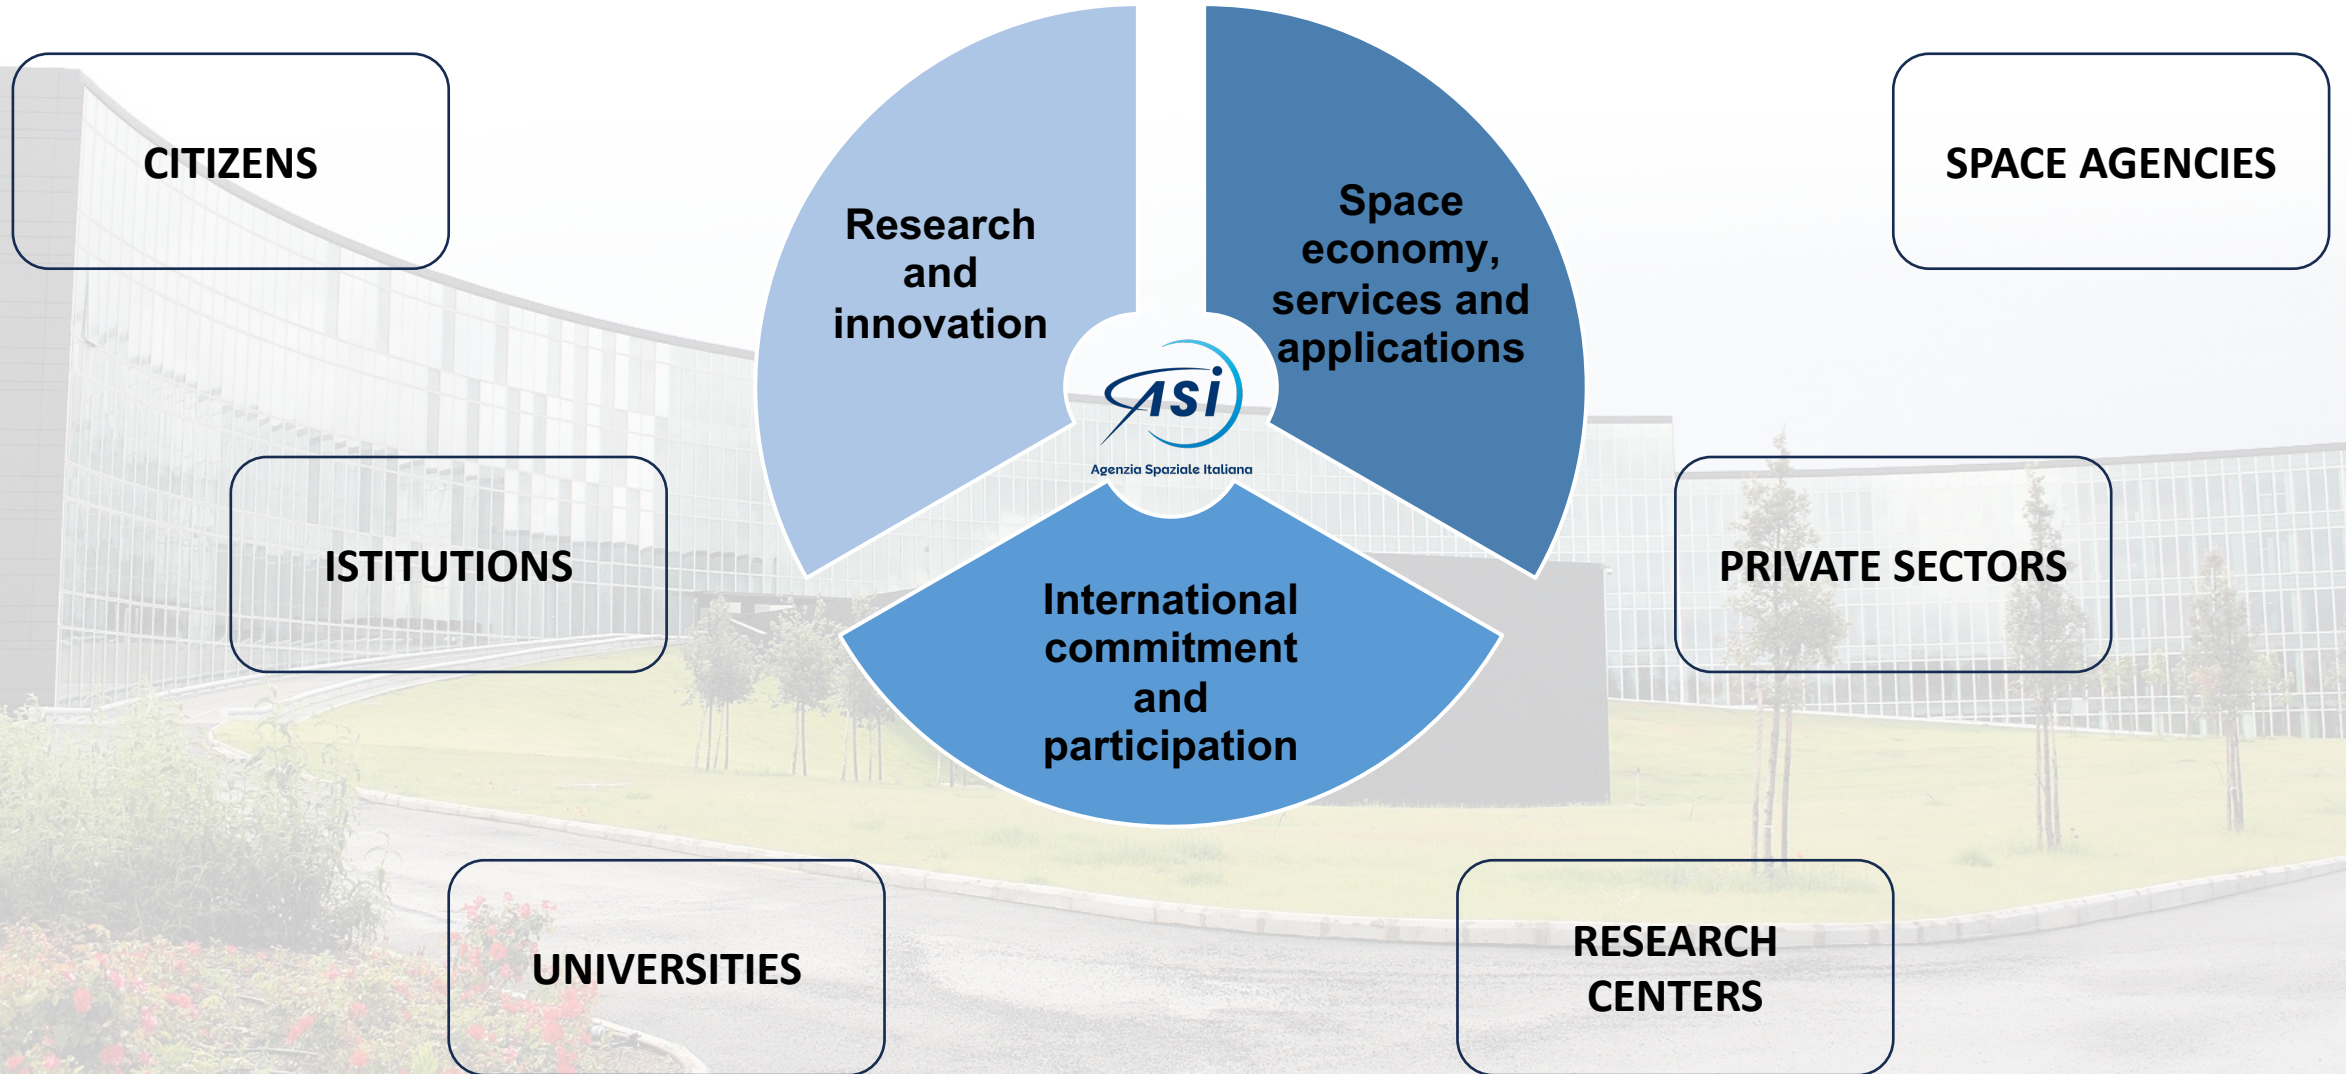 CITIZENS
SPACE AGENCIES
Research
and
innovation
Space
economy,
services and
applications
ASI
Agenzia Spaziale Italiana
ISTITUTIONS
PRIVATE SECTORS
International
commitment
and
participation
UNIVERSITIES
RESEARCH
CENTERS